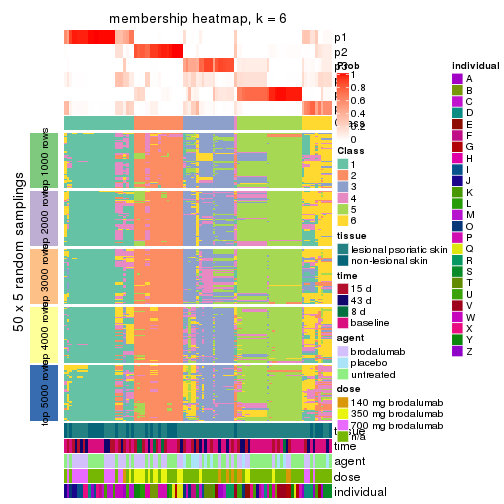 membership heatmap, k = 6
p1
p2
p3
Prob
1
0.8
0.6
0.4
0.2
0
Class
1
2
3
4
5
6
tissue
lesional psoriatic skin
non-lesional skin
time
15 d
43 d
8 d
baseline
agent
brodalumab
placebo
untreated
dose
140 mg brodalumab
350 mg brodalumab
700 mg brodalumab
n/a
individual
A
B
C
D
E
F
G
H
I
J
K
L
M
O
P
Q
R
S
T
U
V
W
X
Y
Z
50 x 5 random samplings
top 1000 rows
top 2000 rows
top 3000 rows
top 4000 rows
top 5000 rows
tissue
time
agent
dose
individual